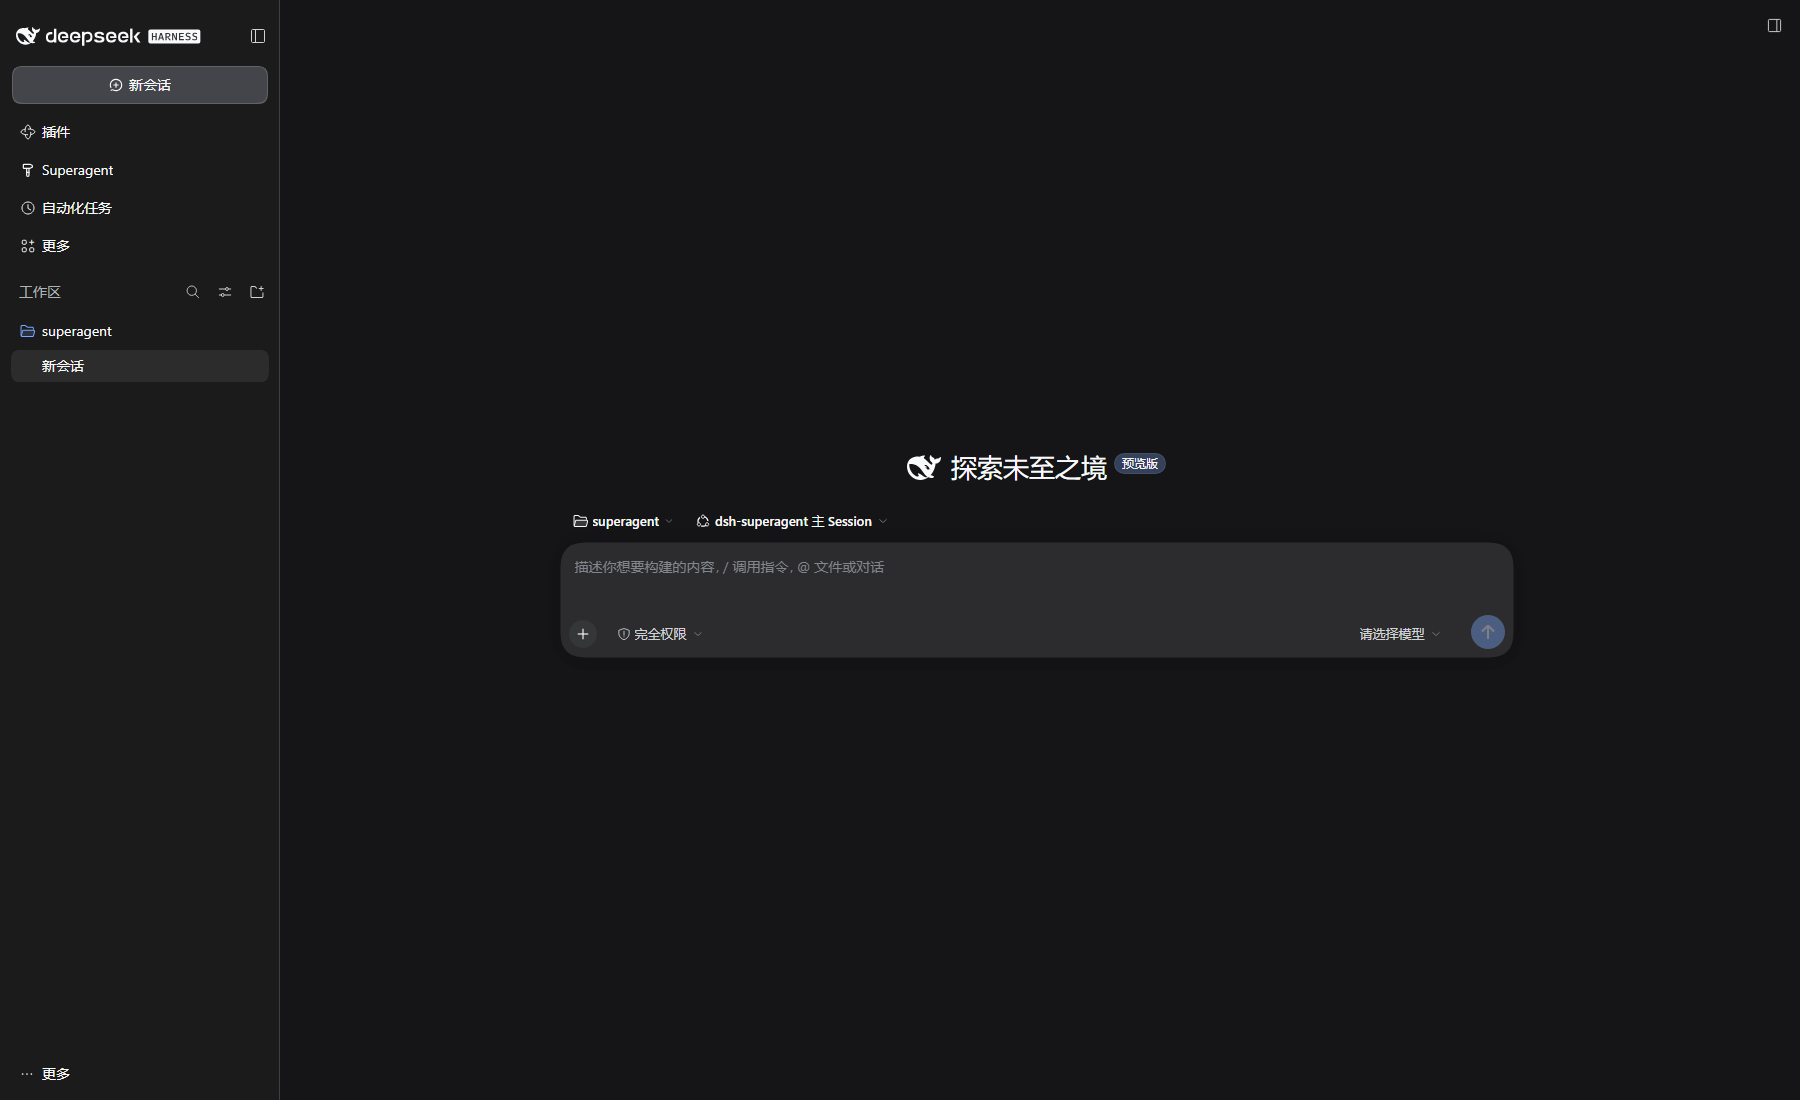 deepseek HARNESS
新会话
插件
Superagent
自动化任务
更多
工作区
superagent
新会话
探索未至之境 预览版
superagent dsh-superagent 主 Session
描述你想要构建的内容, / 调用指令, @ 文件或对话
完全权限 请选择模型
更多